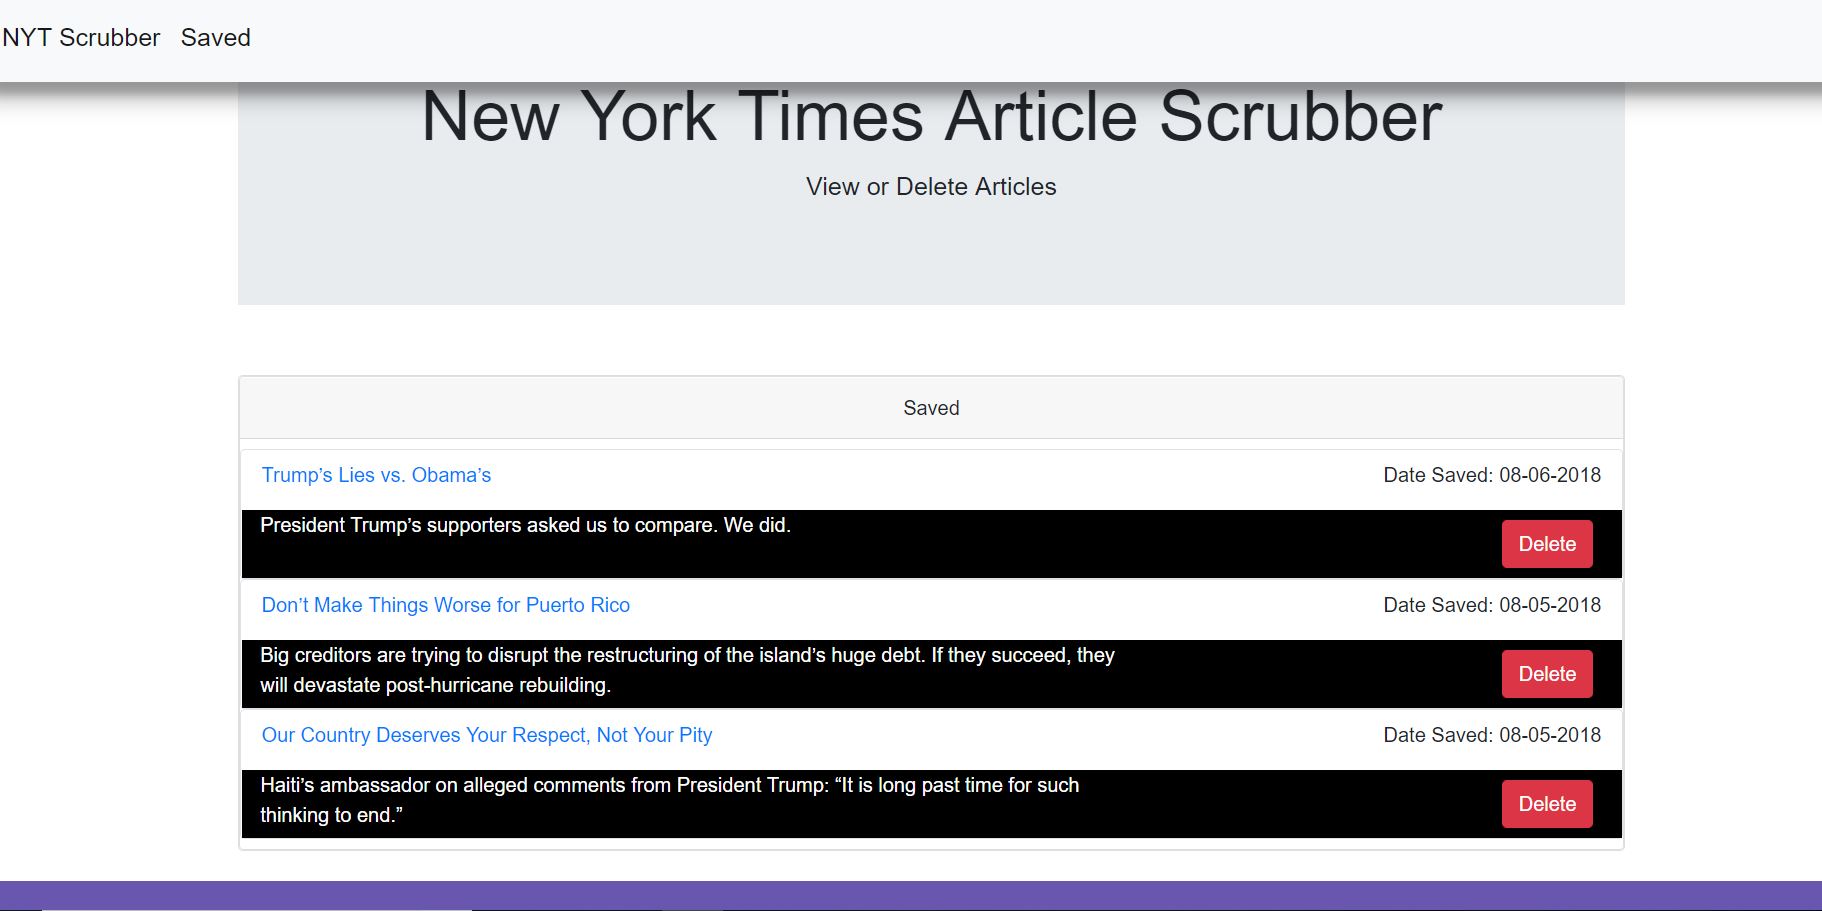 NYT Scrubber Saved
New York Times Article Scrubber
View or Delete Articles
Saved
Trump’s Lies vs. Obama’s Date Saved: 08-06-2018
President Trump’s supporters asked us to compare. We did.
Delete
Don’t Make Things Worse for Puerto Rico Date Saved: 08-05-2018
Big creditors are trying to disrupt the restructuring of the island’s huge debt. If they succeed, they
will devastate post-hurricane rebuilding.
Delete
Our Country Deserves Your Respect, Not Your Pity Date Saved: 08-05-2018
Haiti’s ambassador on alleged comments from President Trump: “It is long past time for such
thinking to end.”
Delete